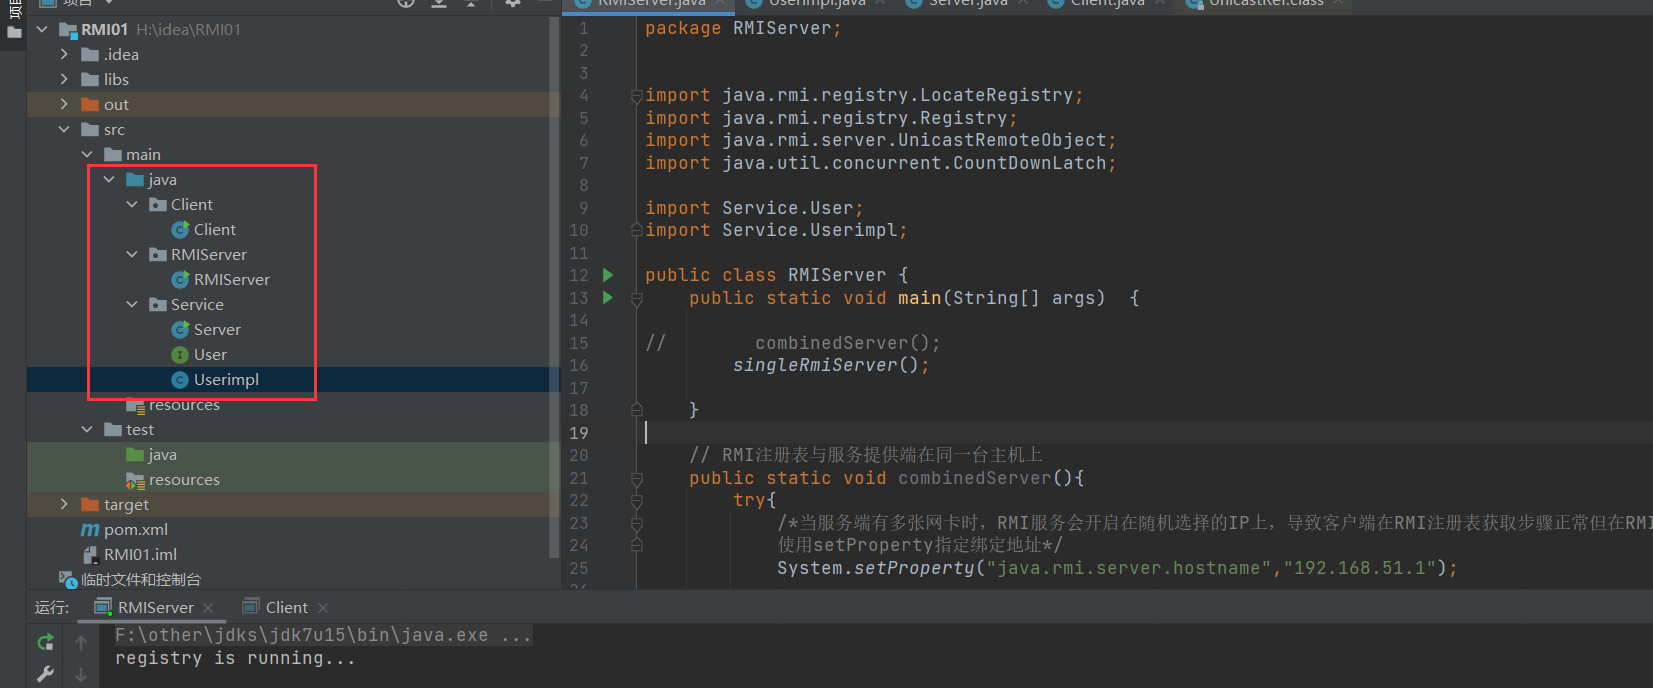 项目
项目
RMI01 H:\idea\RMI01
.idea
libs
out
src
main
java
Client
Client
RMIServer
RMIServer
Service
Server
User
Userimpl
resources
test
java
resources
target
pom.xml
RMI01.iml
临时文件和控制台
RMIServer.java
Userimpl.java
Server.java
Client.java
UnicastRef.class
1 package RMIServer;
2
3
4 import java.rmi.registry.LocateRegistry;
5 import java.rmi.registry.Registry;
6 import java.rmi.server.UnicastRemoteObject;
7 import java.util.concurrent.CountDownLatch;
8
9 import Service.User;
10 import Service.Userimpl;
11
12 public class RMIServer {
13 public static void main(String[] args) {
14
15 // combinedServer();
16 singleRmiServer();
17
18 }
19
20 // RMI注册表与服务提供端在同一台主机上
21 public static void combinedServer(){
22 try{
23 /*当服务端有多张网卡时，RMI服务会开启在随机选择的IP上，导致客户端在RMI注册表获取步骤正常但在RMI
24 使用setProperty指定绑定地址*/
25 System.setProperty("java.rmi.server.hostname","192.168.51.1");
运行: RMIServer Client
F:\other\jdks\jdk7u15\bin\java.exe ...
registry is running...